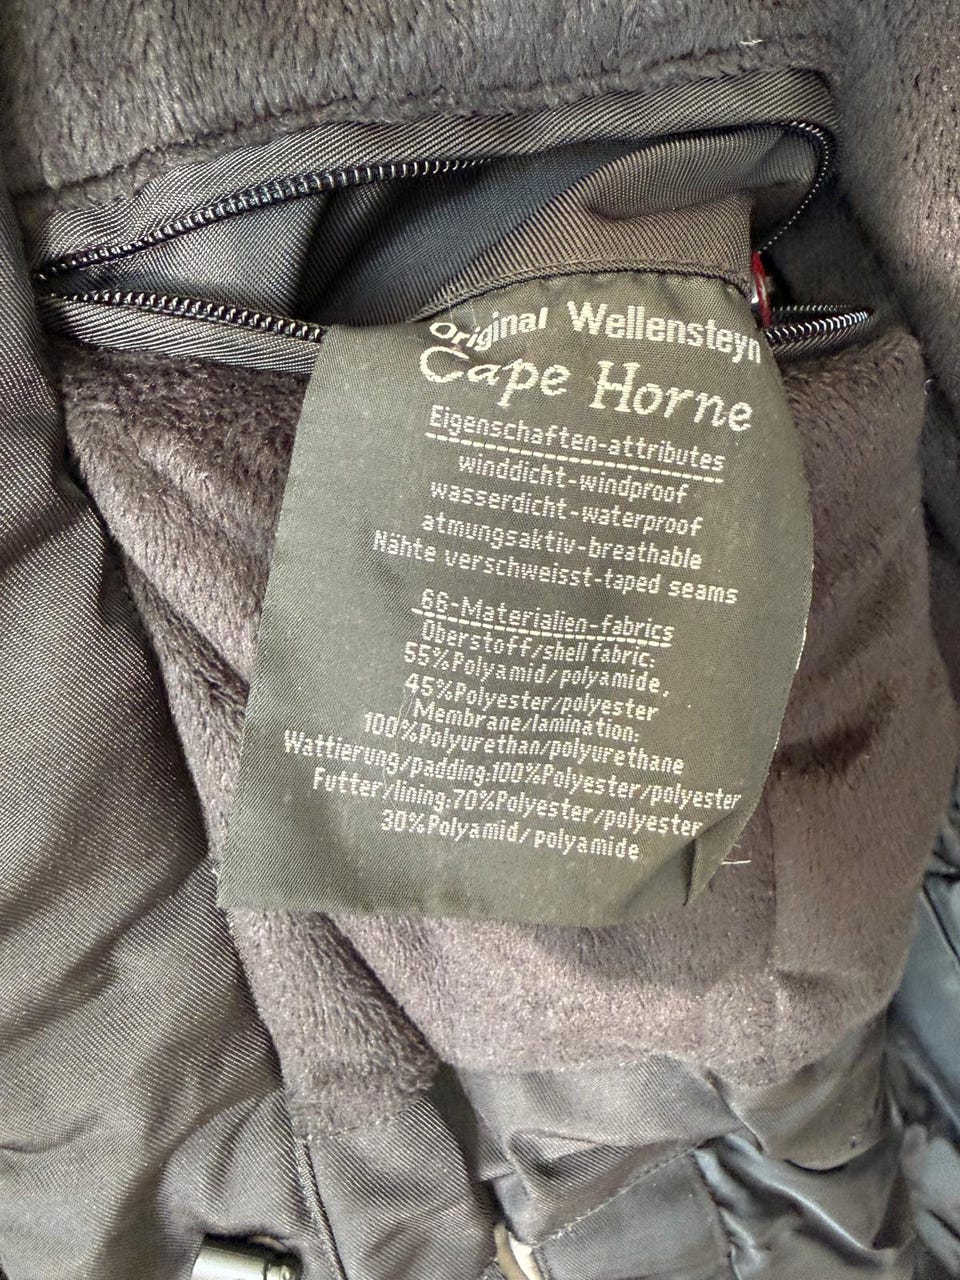 Original Wellensteyn
Cape Horne
Eigenschaften-attributes
winddicht-windproof
wasserdicht-waterproof
atmungsaktiv-breathable
Nähte verschweisst-taped seams
66-Materialien-fabrics
Oberstoff/shell fabric:
55%Polyamid/polyamide,
45%Polyester/polyester
Membrane/lamination:
100%Polyurethan/polyurethane
Wattierung/padding:100%Polyester/polyester
Futter/lining:70%Polyester/polyester
30%Polyamid/polyamide